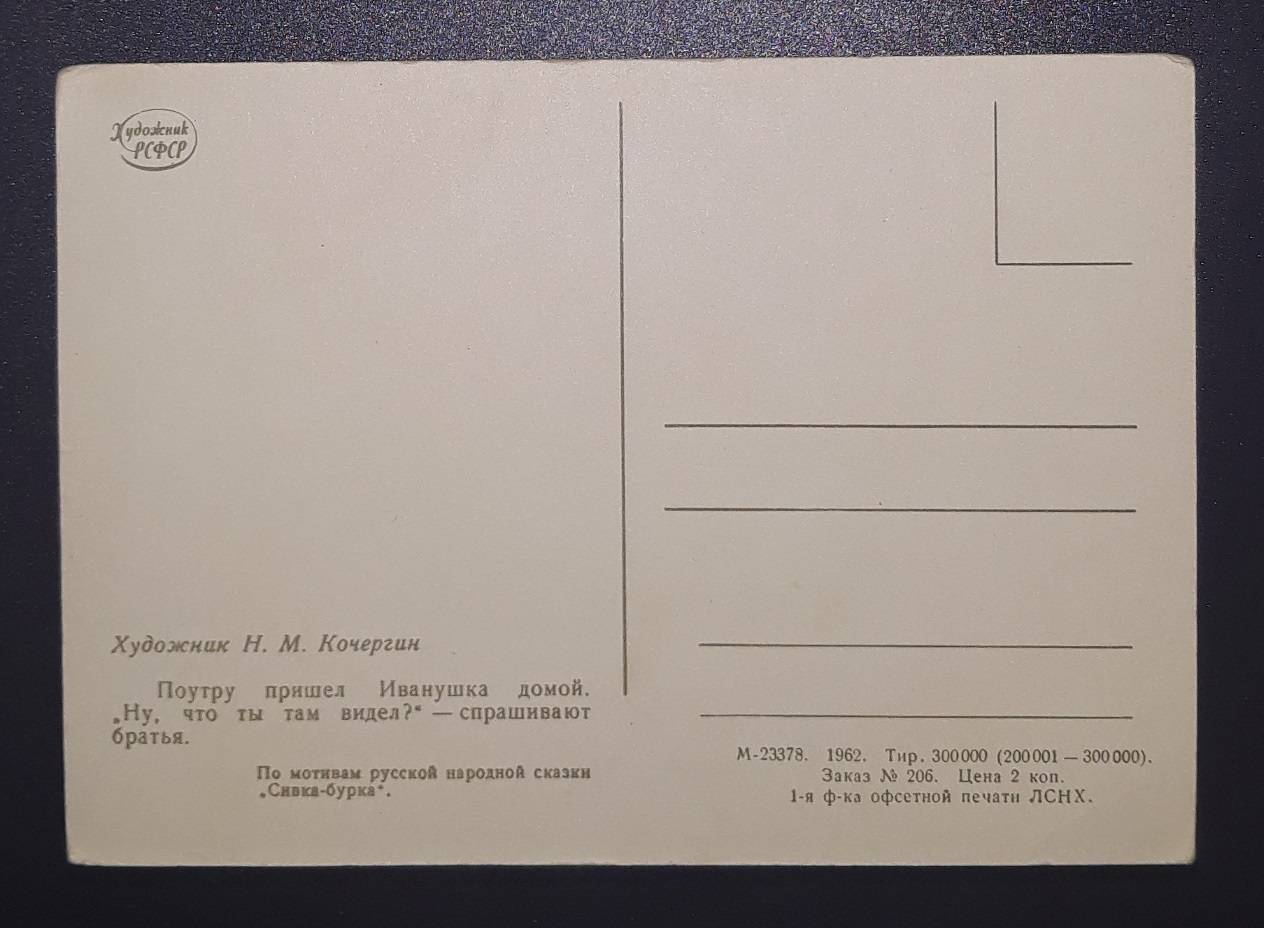 Художник
РСФСР
Художник Н. М. Кочергин
Поутру пришел Иванушка домой.
„Ну, что ты там видел?“ — спрашивают
братья.
По мотивам русской народной сказки
„Сивка-бурка“.
М-23378. 1962. Тир. 300000 (200001 — 300000).
Заказ № 206. Цена 2 коп.
1-я ф-ка офсетной печати ЛСНХ.